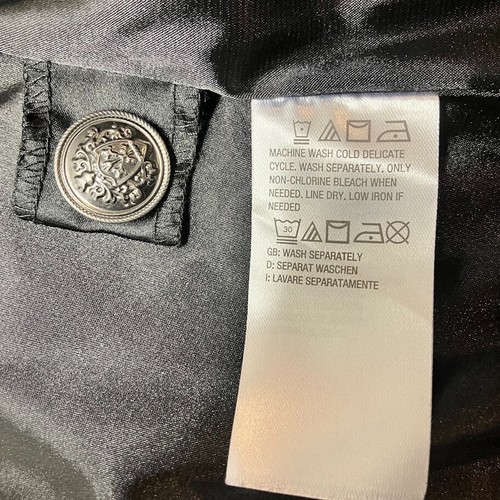 MACHINE WASH COLD DELICATE
CYCLE. WASH SEPARATELY. ONLY
NON-CHLORINE BLEACH WHEN
NEEDED. LINE DRY. LOW IRON IF
NEEDED
30
GB: WASH SEPARATELY
D: SEPARAT WASCHEN
I: LAVARE SEPARATAMENTE